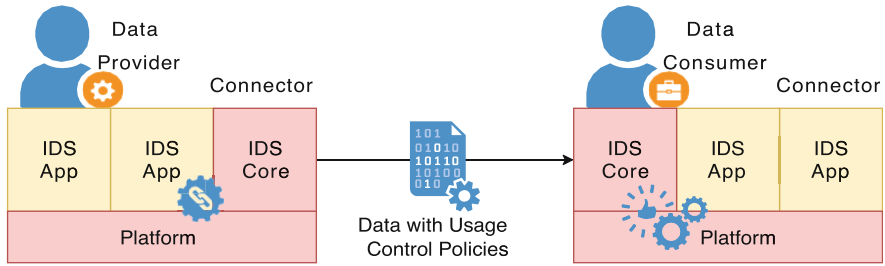 Data
Provider
Connector
IDS
App
IDS
App
IDS
Core
Platform
101
01010
10110
10100
010
Data with Usage
Control Policies
Data
Consumer
Connector
IDS
Core
IDS
App
IDS
App
Platform